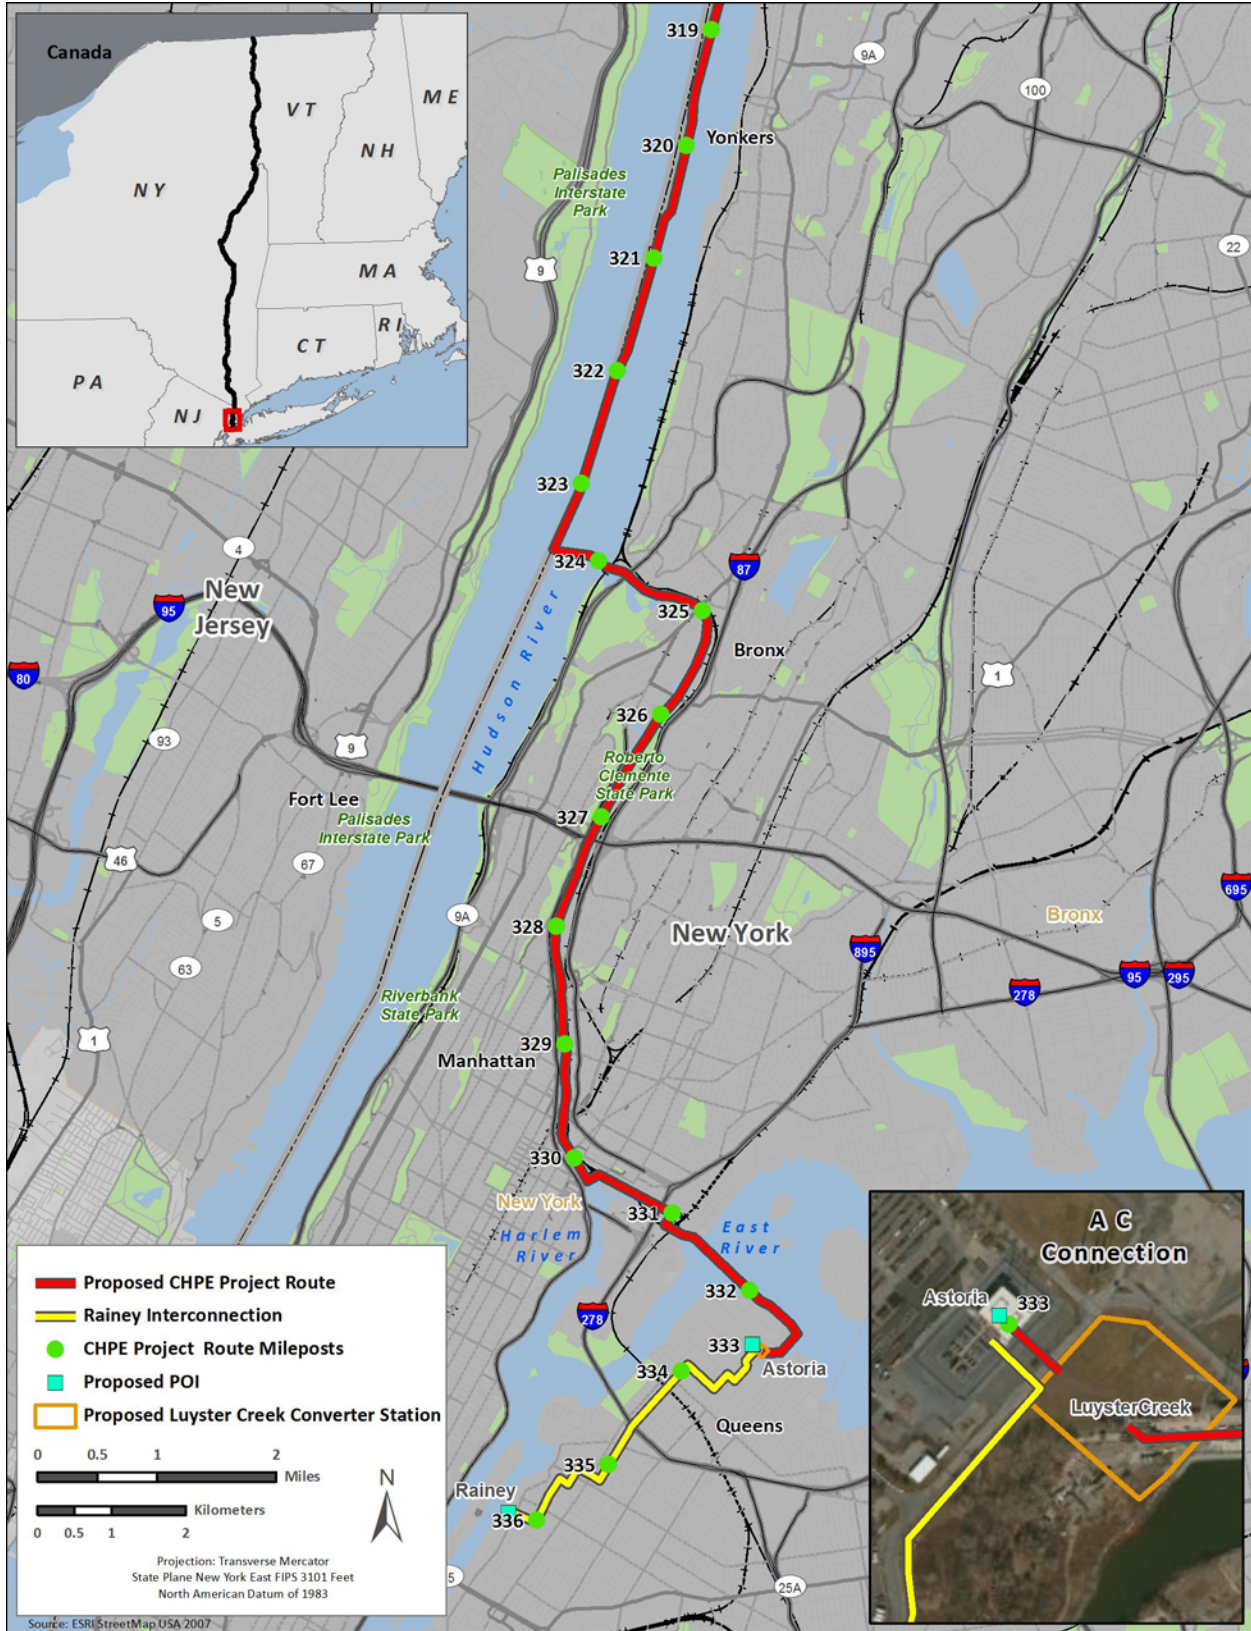 Canada
VT
ME
NH
NY
MA
RI
CT
PA
NJ
319
9A
100
320
Yonkers
Palisades
Interstate
Park
321
22
9
322
323
324
4
87
New
Jersey
95
325
Bronx
80
1
Hudson River
326
93
9
Roberto
Clemente
State Park
Fort Lee
Palisades
Interstate Park
327
46
67
695
5
9A
328
New York
Bronx
895
63
95
295
278
Riverbank
State Park
1
329
Manhattan
330
New York
331
Harlem
River
East
River
332
278
333
Astoria
334
Queens
335
Rainey
336
5
25A
Proposed CHPE Project Route
Rainey Interconnection
CHPE Project Route Mileposts
Proposed POI
Proposed Luyster Creek Converter Station
0 0.5 1 2
Miles
N
Kilometers
0 0.5 1 2
Projection: Transverse Mercator
State Plane New York East FIPS 3101 Feet
North American Datum of 1983
Source: ESRI StreetMap USA 2007
AC
Connection
Astoria
333
LuysterCreek